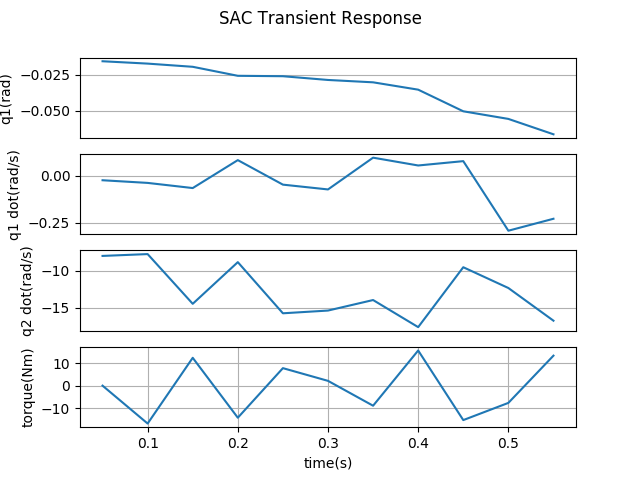 SAC Transient Response
q1(rad)
−0.025
−0.050
q1 dot(rad/s)
0.00
−0.25
q2 dot(rad/s)
−10
−15
torque(Nm)
10
0
−10
0.1 0.2 0.3 0.4 0.5
time(s)